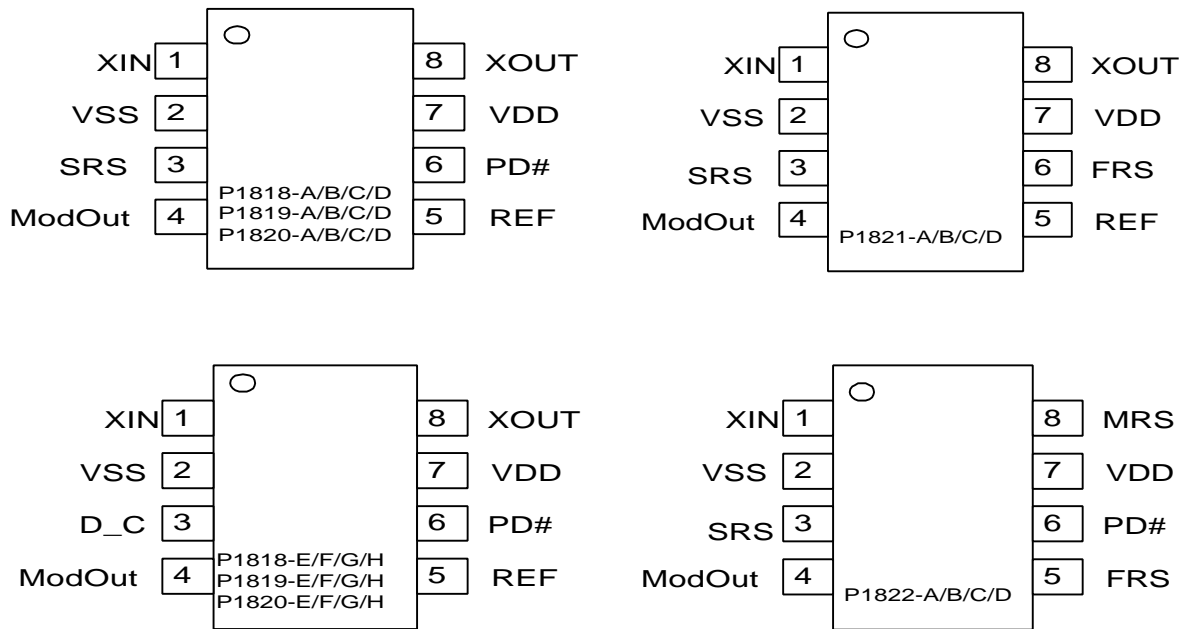 XIN 1 8 XOUT
VSS 2 7 VDD
SRS 3 6 PD#
ModOut 4 5 REF
P1818-A/B/C/D
P1819-A/B/C/D
P1820-A/B/C/D
XIN 1 8 XOUT
VSS 2 7 VDD
SRS 3 6 FRS
ModOut 4 5 REF
P1821-A/B/C/D
XIN 1 8 XOUT
VSS 2 7 VDD
D_C 3 6 PD#
ModOut 4 5 REF
P1818-E/F/G/H
P1819-E/F/G/H
P1820-E/F/G/H
XIN 1 8 MRS
VSS 2 7 VDD
SRS 3 6 PD#
ModOut 4 5 FRS
P1822-A/B/C/D